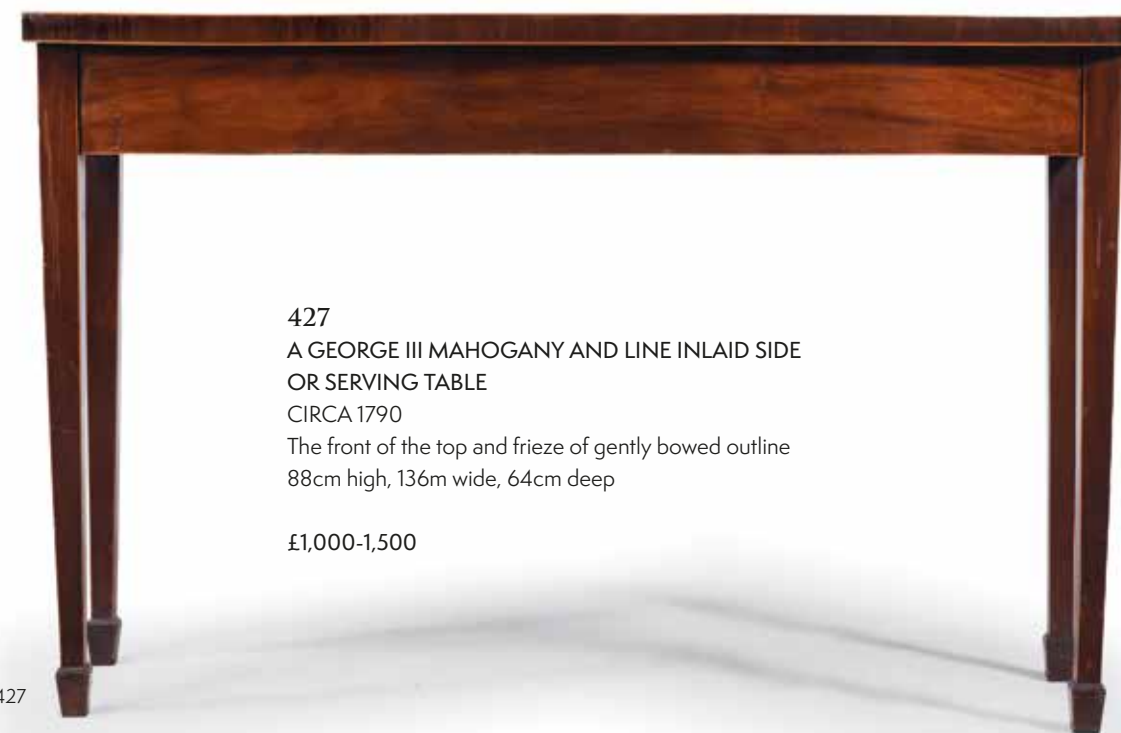 427
A GEORGE III MAHOGANY AND LINE INLAID SIDE
OR SERVING TABLE
CIRCA 1790
The front of the top and frieze of gently bowed outline
88cm high, 136m wide, 64cm deep
£1,000-1,500
427